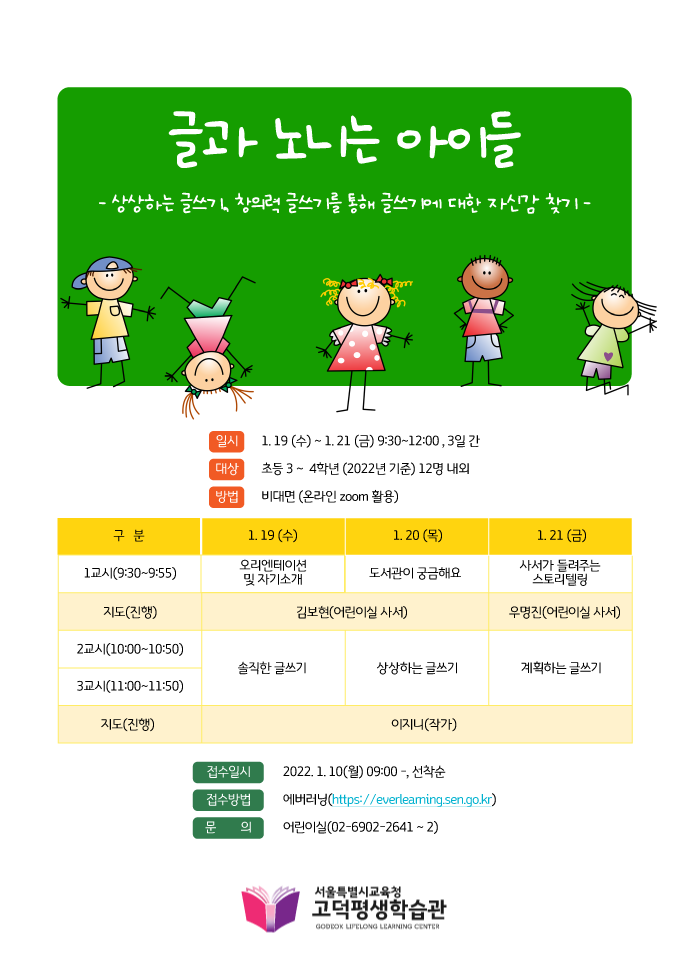 글과 노니는 아이들
- 상상하는 글쓰기, 창의력 글쓰기를 통해 글쓰기에 대한 자신감 찾기 -
일시 1. 19 (수) ~ 1. 21 (금) 9:30~12:00 , 3일 간
대상 초등 3 ~ 4학년 (2022년 기준) 12명 내외
방법 비대면 (온라인 zoom 활용)
구 분 1. 19 (수) 1. 20 (목) 1. 21 (금)
1교시(9:30~9:55) 오리엔테이션 및 자기소개 도서관이 궁금해요 사서가 들려주는 스토리텔링
지도(진행) 김보현(어린이실 사서) 우명진(어린이실 사서)
2교시(10:00~10:50)
솔직한 글쓰기 상상하는 글쓰기 계획하는 글쓰기
3교시(11:00~11:50)
지도(진행) 이지니(작가)
접수일시 2022. 1. 10(월) 09:00 -, 선착순
접수방법 에버러닝(https://everlearning.sen.go.kr)
문 의 어린이실(02-6902-2641 ~ 2)
서울특별시교육청
고덕평생학습관
GODEOK LIFELONG LEARNING CENTER